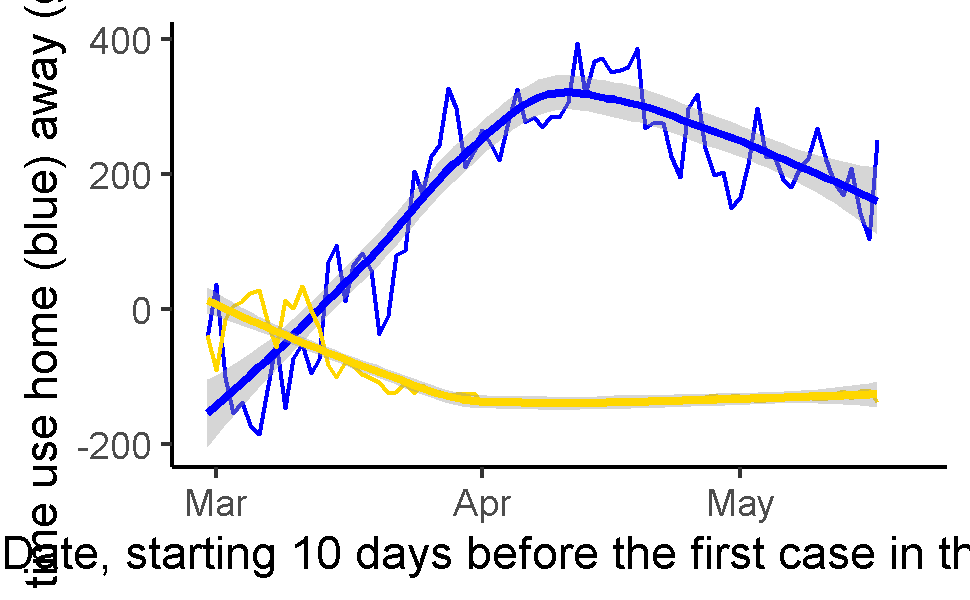 time use home (blue) away (
400
200
0
-200
Mar Apr May
Date, starting 10 days before the first case in th